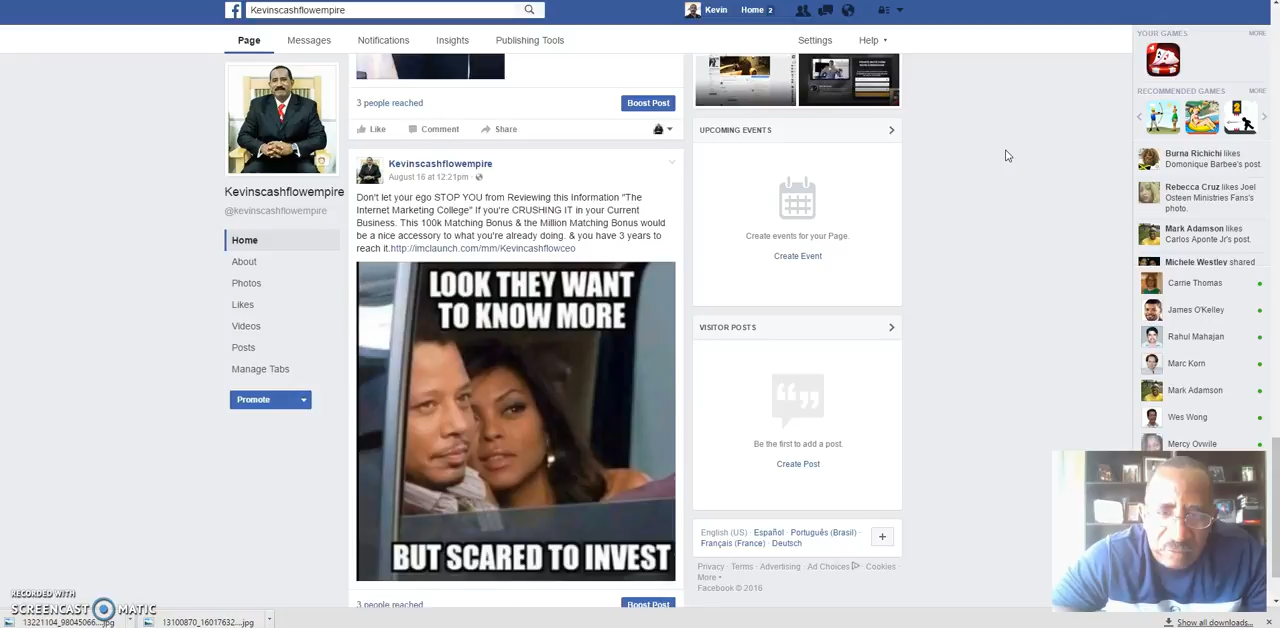 Kevinscashflowempire
Kevin
Home 2
Page
Messages
Notifications
Insights
Publishing Tools
Settings
Help
Kevinscashflowempire
@kevinscashflowempire
Home
About
Photos
Likes
Videos
Posts
Manage Tabs
Promote
3 people reached
Boost Post
Like
Comment
Share
Kevinscashflowempire
August 16 at 12:21pm ·
Don't let your ego STOP YOU from Reviewing this Information "The
Internet Marketing College" If you're CRUSHING IT in your Current
Business. This 100k Matching Bonus & the Million Matching Bonus would
be a nice accessory to what you're already doing. & you have 3 years to
reach it.http://imclaunch.com/mm/Kevincashflowceo
LOOK THEY WANT
TO KNOW MORE
BUT SCARED TO INVEST
3 people reached
Boost Post
UPCOMING EVENTS
Create events for your Page.
Create Event
VISITOR POSTS
Be the first to add a post.
Create Post
English (US) · Español · Português (Brasil) ·
Français (France) · Deutsch
Privacy · Terms · Advertising · Ad Choices · Cookies ·
More
Facebook © 2016
YOUR GAMES
MORE
RECOMMENDED GAMES
MORE
2
Burna Richichi likes
Domonique Barbee's post.
Rebecca Cruz likes Joel
Osteen Ministries Fans's
photo.
Mark Adamson likes
Carlos Aponte Jr's post.
Michele Westley shared
Carrie Thomas
James O'Kelley
Rahul Mahajan
Marc Korn
Mark Adamson
Wes Wong
Mercy Ovwile
RECORDED WITH
SCREENCAST MATIC
13221104_98045066....jpg
13100870_16017632....jpg
Show all downloads...